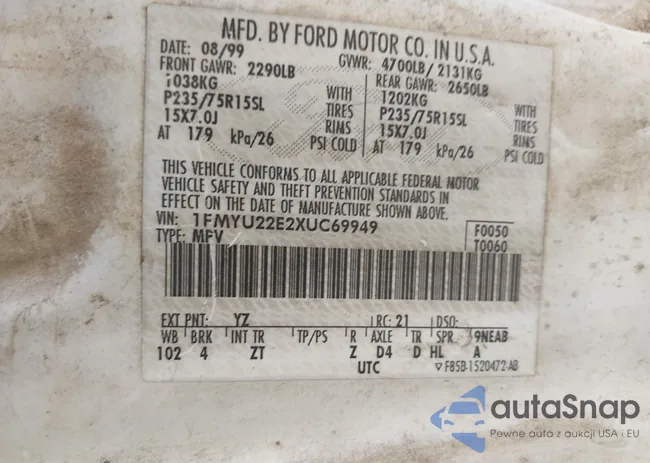 MFD. BY FORD MOTOR CO. IN U.S.A.
DATE: 08/99 GVWR: 4700LB/ 2131KG
FRONT GAWR: 2290LB REAR GAWR: 2650LB
1038KG WITH 1202KG WITH
P235/75R15SL TIRES P235/75R15SL TIRES
15X7.0J RIMS 15X7.0J RIMS
AT 179 kPa/26 PSI COLD AT 179 kPa/26 PSI COLD
THIS VEHICLE CONFORMS TO ALL APPLICABLE FEDERAL MOTOR
VEHICLE SAFETY AND THEFT PREVENTION STANDARDS IN
EFFECT ON THE DATE OF MANUFACTURE SHOWN ABOVE.
VIN: 1FMYU22E2XUC69949 F0050
TYPE: MPV T0060
EXT PNT: YZ RC: 21 DSO:
WB BRK INT TR TP/PS R AXLE TR SPR 9NEAB
102 4 ZT Z D4 D HL A
UTC F85B-1520472-AB
autaSnap
Pewne auta z aukcji USA i EU